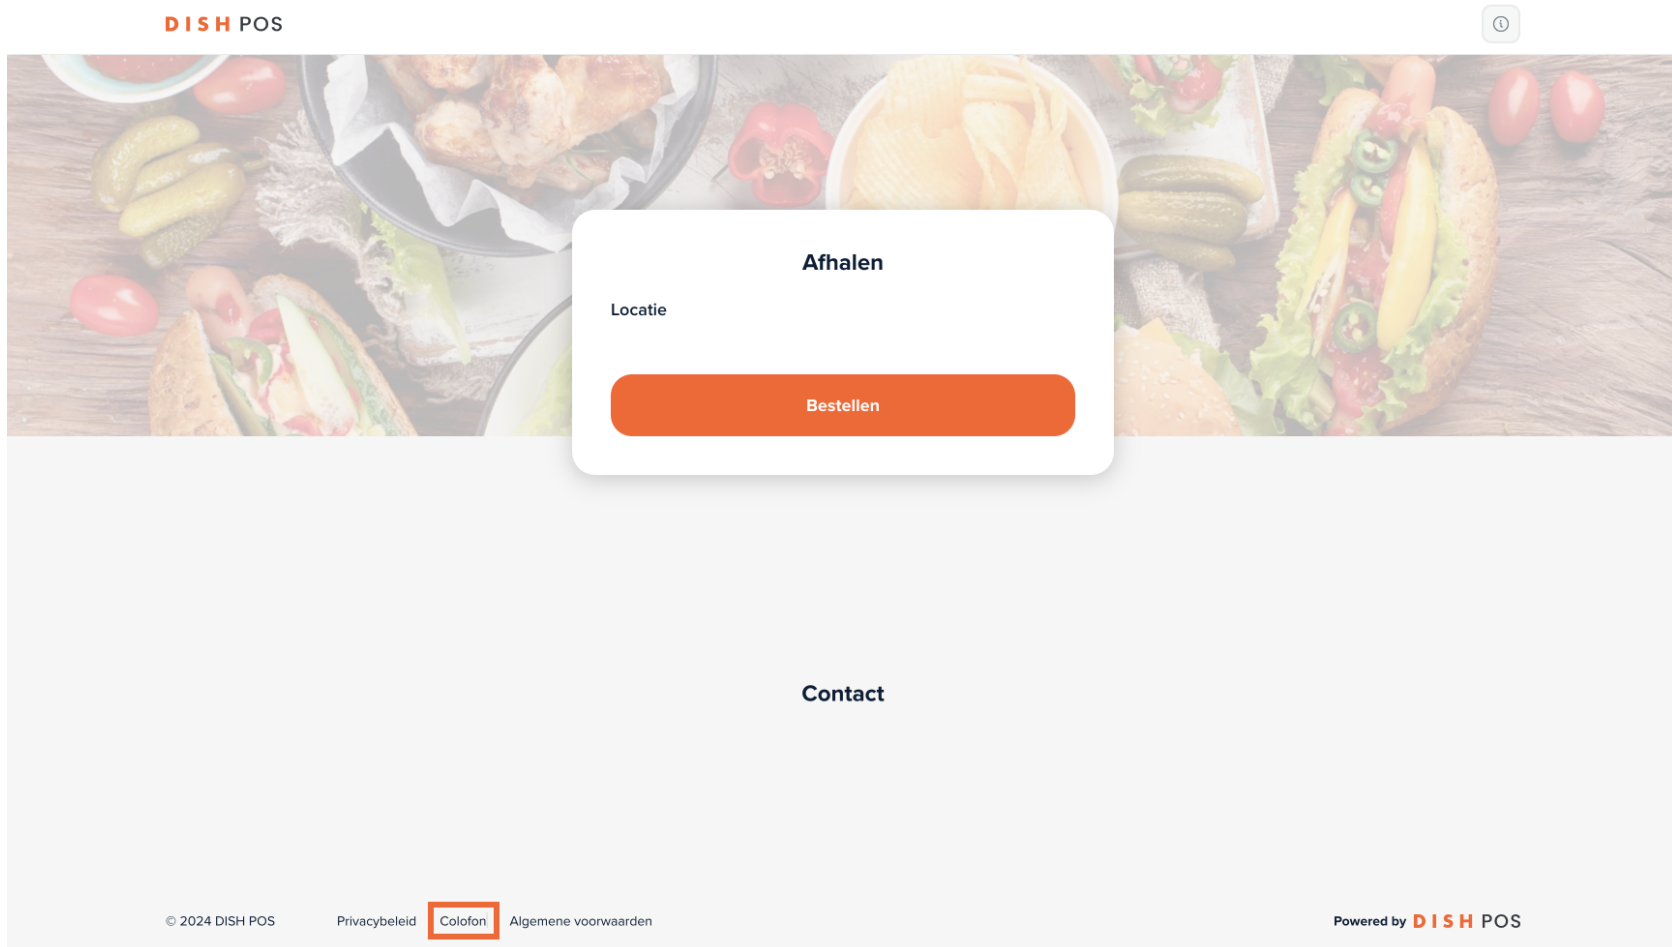 DISH POS
Afhalen
Locatie
Bestellen
Contact
© 2024 DISH POS Privacybeleid Colofon Algemene voorwaarden Powered by DISH POS